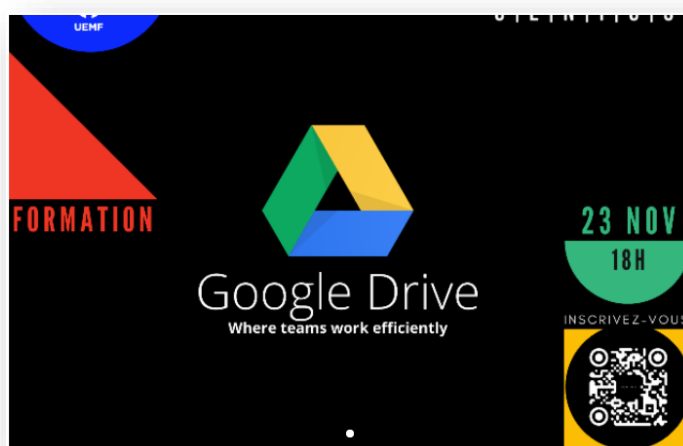 UEMF
FORMATION
Google Drive
Where teams work efficiently
23 NOV
18H
INSCRIVEZ-VOUS